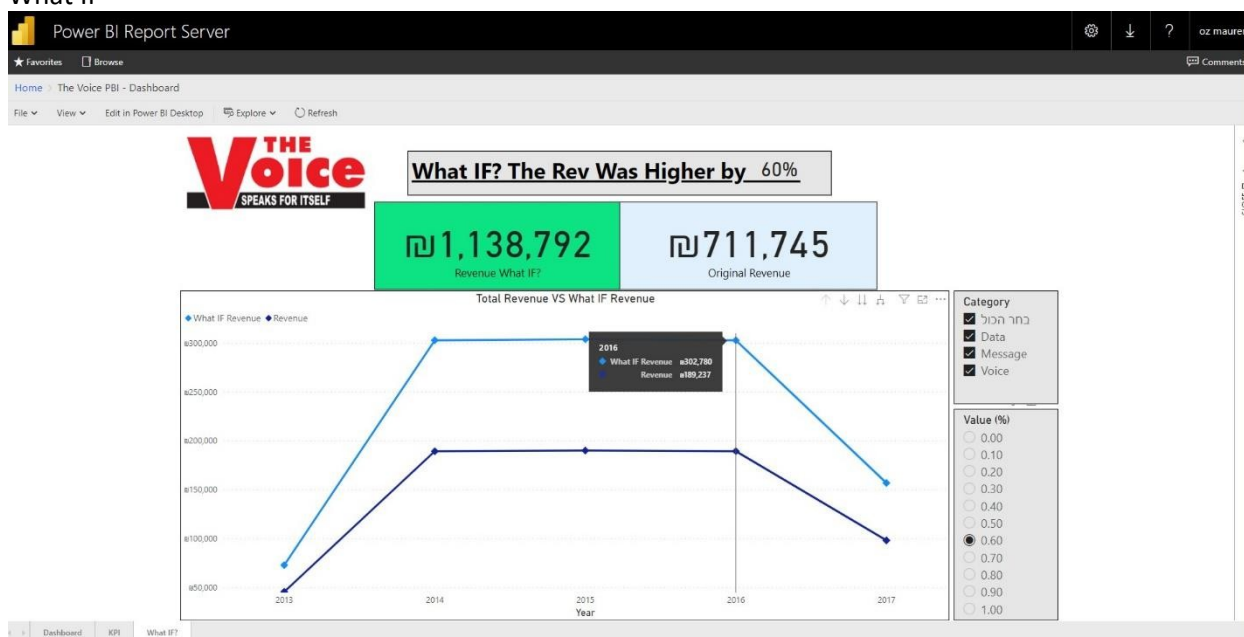 What if
Power BI Report Server
? oz maurer
★ Favorites Browse
Comments
Home > The Voice PBI - Dashboard
File View Edit in Power BI Desktop Explore Refresh
THE
Voice
SPEAKS FOR ITSELF
What IF? The Rev Was Higher by 60%
₪1,138,792
Revenue What IF?
₪711,745
Original Revenue
Total Revenue VS What IF Revenue
What IF Revenue Revenue
₪300,000
₪250,000
₪200,000
₪150,000
₪100,000
₪50,000
2016
What IF Revenue ₪302,780
Revenue ₪189,237
2013 2014 2015 2016 2017
Year
Category
בחר הכול
Data
Message
Voice
Value (%)
0.00
0.10
0.20
0.30
0.40
0.50
0.60
0.70
0.80
0.90
1.00
Dashboard KPI What IF?